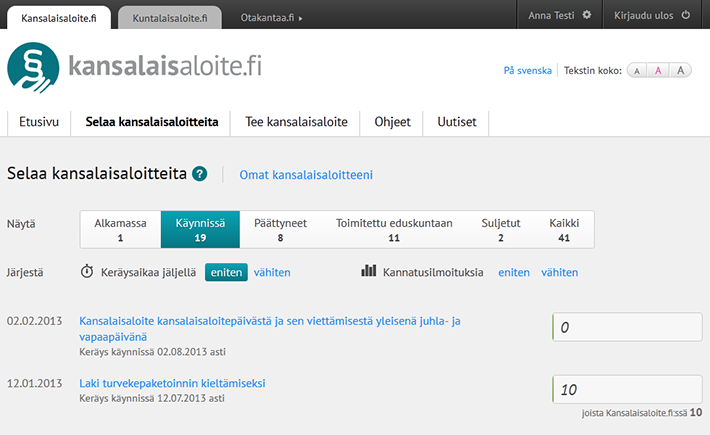 Kansalaisaloite.fi Kuntalaisaloite.fi Otakantaa.fi Anna Testi Kirjaudu ulos
kansalaisaloite.fi
På svenska Tekstin koko: A A A
Etusivu Selaa kansalaisaloitteita Tee kansalaisaloite Ohjeet Uutiset
Selaa kansalaisaloitteita ? Omat kansalaisaloitteeni
Näytä Alkamassa Käynnissä Päättyneet Toimitettu eduskuntaan Suljetut Kaikki
1 19 8 11 2 41
Järjestä Keräysaikaa jäljellä eniten vähiten Kannatusilmoituksia eniten vähiten
02.02.2013 Kansalaisaloite kansalaisaloitepäivästä ja sen viettämisestä yleisenä juhla- ja 0
vapaapäivänä
Keräys käynnissä 02.08.2013 asti
12.01.2013 Laki turvekepaketoinnin kieltämiseksi 10
Keräys käynnissä 12.07.2013 asti
joista Kansalaisaloite.fi:ssä 10